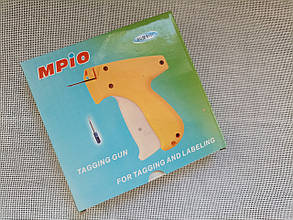 MPiO
TAGGING GUN
FOR TAGGING AND LABELING